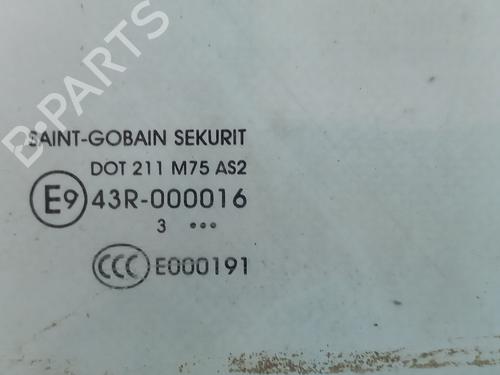 B-PARTS
SAINT-GOBAIN SEKURIT
DOT 211 M75 AS2
E9 43R-000016
3 •••
CCC E000191